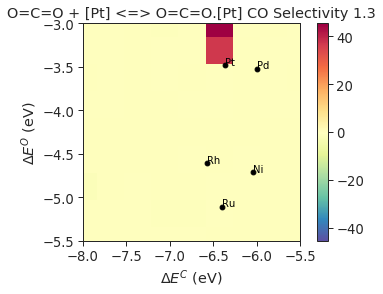 O=C=O + [Pt] <=> O=C=O.[Pt] CO Selectivity 1.3
−3.0
−3.5
−4.0
−4.5
−5.0
−5.5
ΔE^O (eV)
Pt
Pd
Rh
Ni
Ru
−8.0 −7.5 −7.0 −6.5 −6.0 −5.5
ΔE^C (eV)
40
20
0
−20
−40